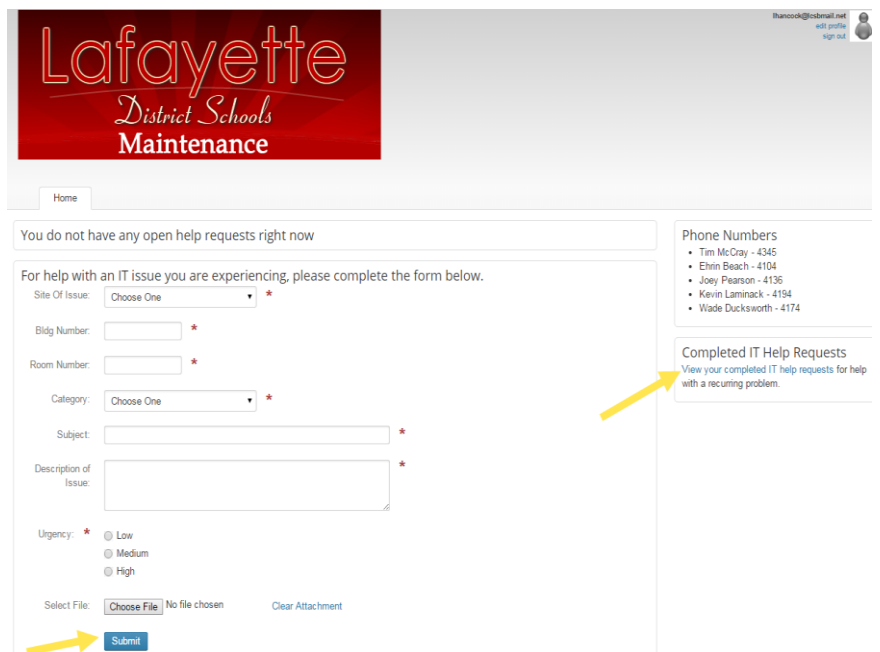 Lafayette
District Schools
Maintenance
lhancook@lcsbmail.net
edit profile
sign out
Home
You do not have any open help requests right now
For help with an IT issue you are experiencing, please complete the form below.
Site Of Issue: Choose One *
Bldg Number: *
Room Number: *
Category: Choose One *
Subject: *
Description of *
Issue:
Urgency: * Low
Medium
High
Select File: Choose File No file chosen Clear Attachment
Submit
Phone Numbers
• Tim McCray - 4345
• Ehrin Beach - 4104
• Joey Pearson - 4136
• Kevin Laminack - 4194
• Wade Ducksworth - 4174
Completed IT Help Requests
View your completed IT help requests for help
with a recurring problem.